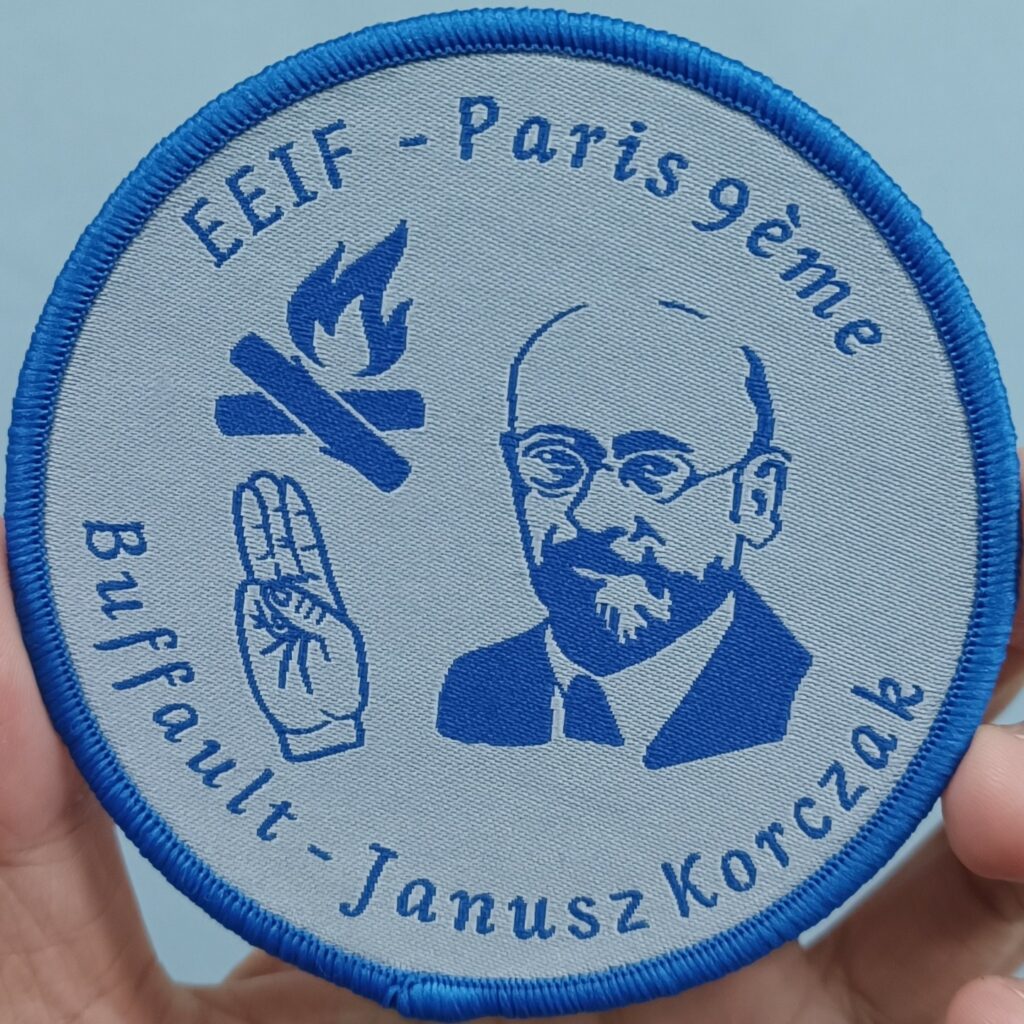 EEIF - Paris 9ème
Buffault - Janusz Korczak